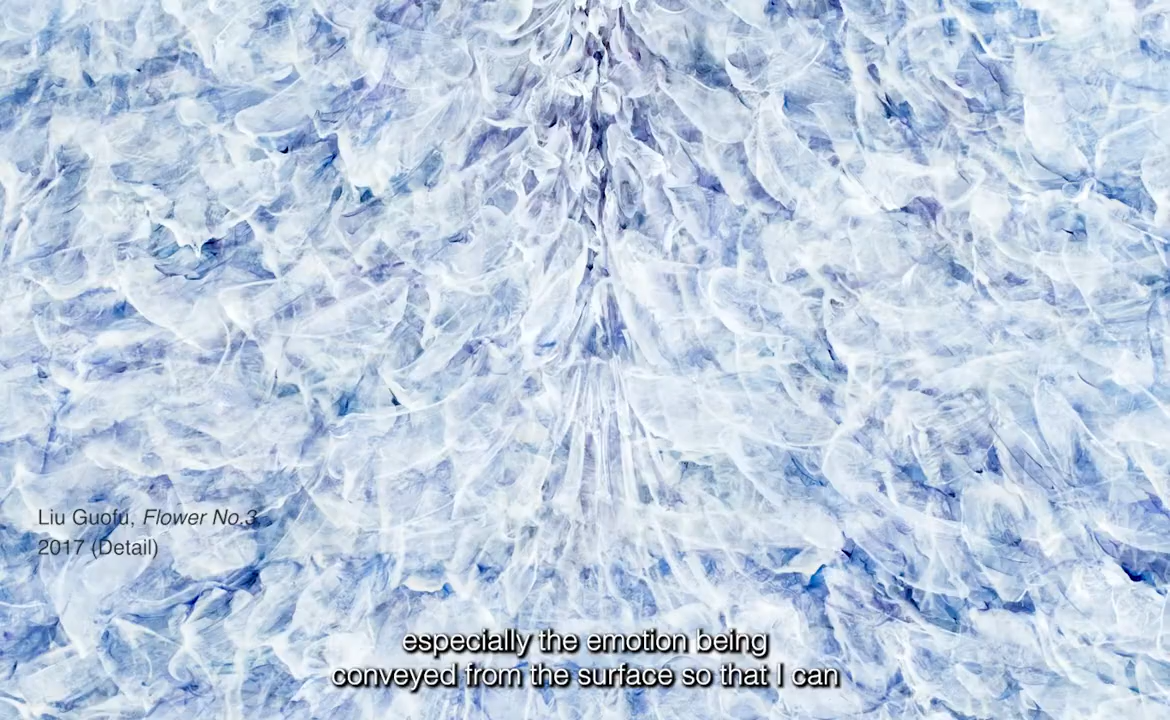 Liu Guofu, Flower No.3,
2017 (Detail)
especially the emotion being
conveyed from the surface so that I can